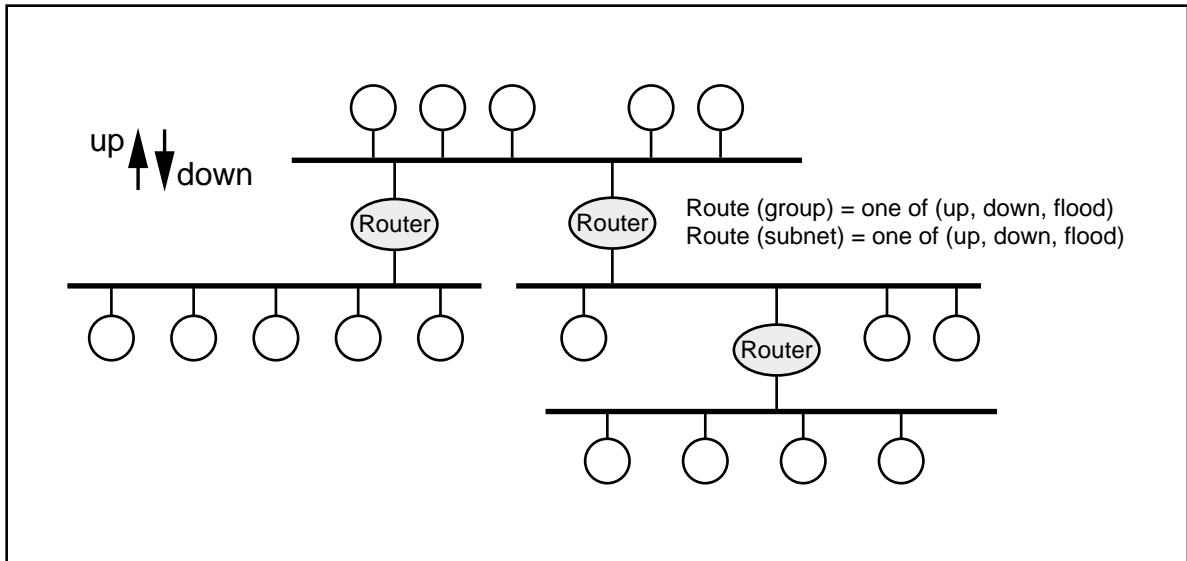 up
down
Router
Router
Route (group) = one of (up, down, flood)
Route (subnet) = one of (up, down, flood)
Router